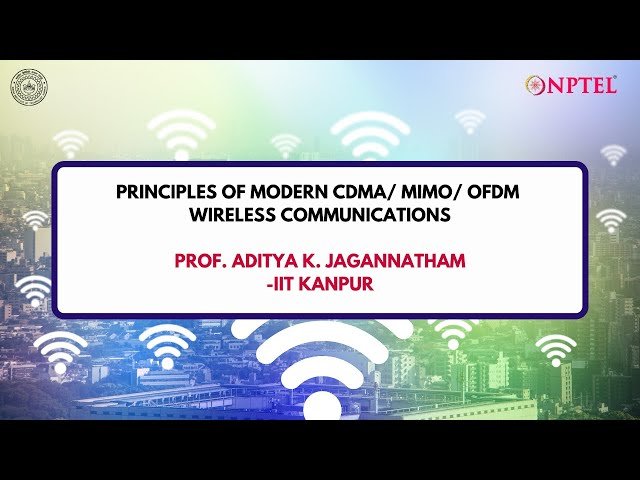 NPTEL
PRINCIPLES OF MODERN CDMA/ MIMO/ OFDM
WIRELESS COMMUNICATIONS
PROF. ADITYA K. JAGANNATHAM
-IIT KANPUR